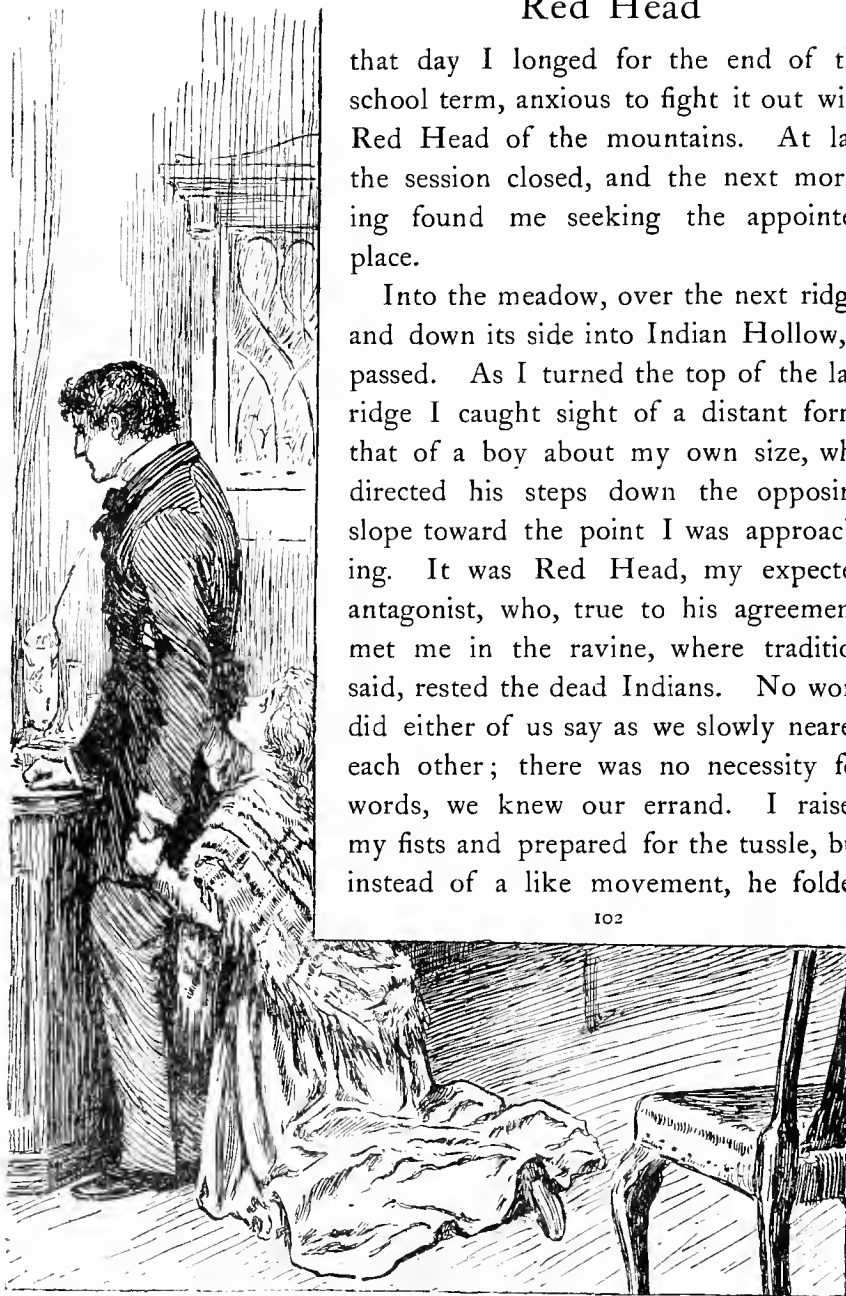 Red Head
that day I longed for the end of t
school term, anxious to fight it out wi
Red Head of the mountains. At la
the session closed, and the next mor
ing found me seeking the appointe
place.
Into the meadow, over the next ridg
and down its side into Indian Hollow,
passed. As I turned the top of the la
ridge I caught sight of a distant for
that of a boy about my own size, wh
directed his steps down the opposi
slope toward the point I was approac
ing. It was Red Head, my expecte
antagonist, who, true to his agreemen
met me in the ravine, where traditio
said, rested the dead Indians. No wor
did either of us say as we slowly neare
each other; there was no necessity f
words, we knew our errand. I raise
my fists and prepared for the tussle, bu
instead of a like movement, he folde
102